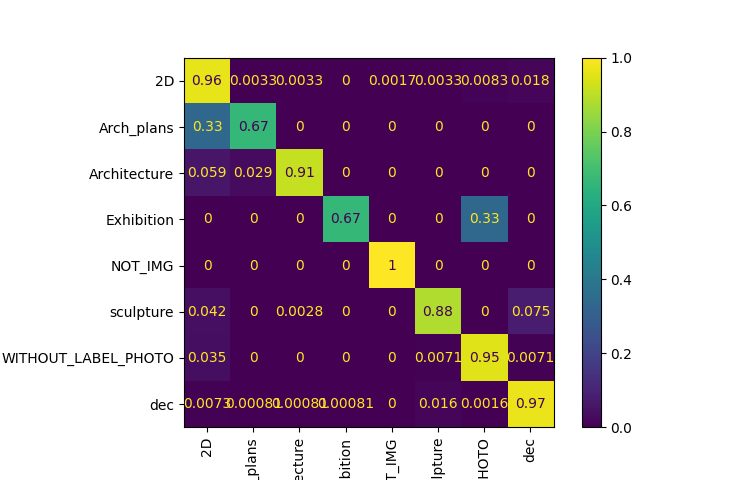 2D 0.96 0.0033 0.0033 0 0.0017 0.0033 0.0083 0.018
Arch_plans 0.33 0.67 0 0 0 0 0 0
Architecture 0.059 0.029 0.91 0 0 0 0 0
Exhibition 0 0 0 0.67 0 0 0.33 0
NOT_IMG 0 0 0 0 1 0 0 0
sculpture 0.042 0 0.0028 0 0 0.88 0 0.075
WITHOUT_LABEL_PHOTO 0.035 0 0 0 0 0.0071 0.95 0.0071
dec 0.0073 0.00081 0.00081 0.00081 0 0.016 0.0016 0.97
2D
_plans
ecture
bition
T_IMG
lpture
HOTO
dec
1.0
0.8
0.6
0.4
0.2
0.0